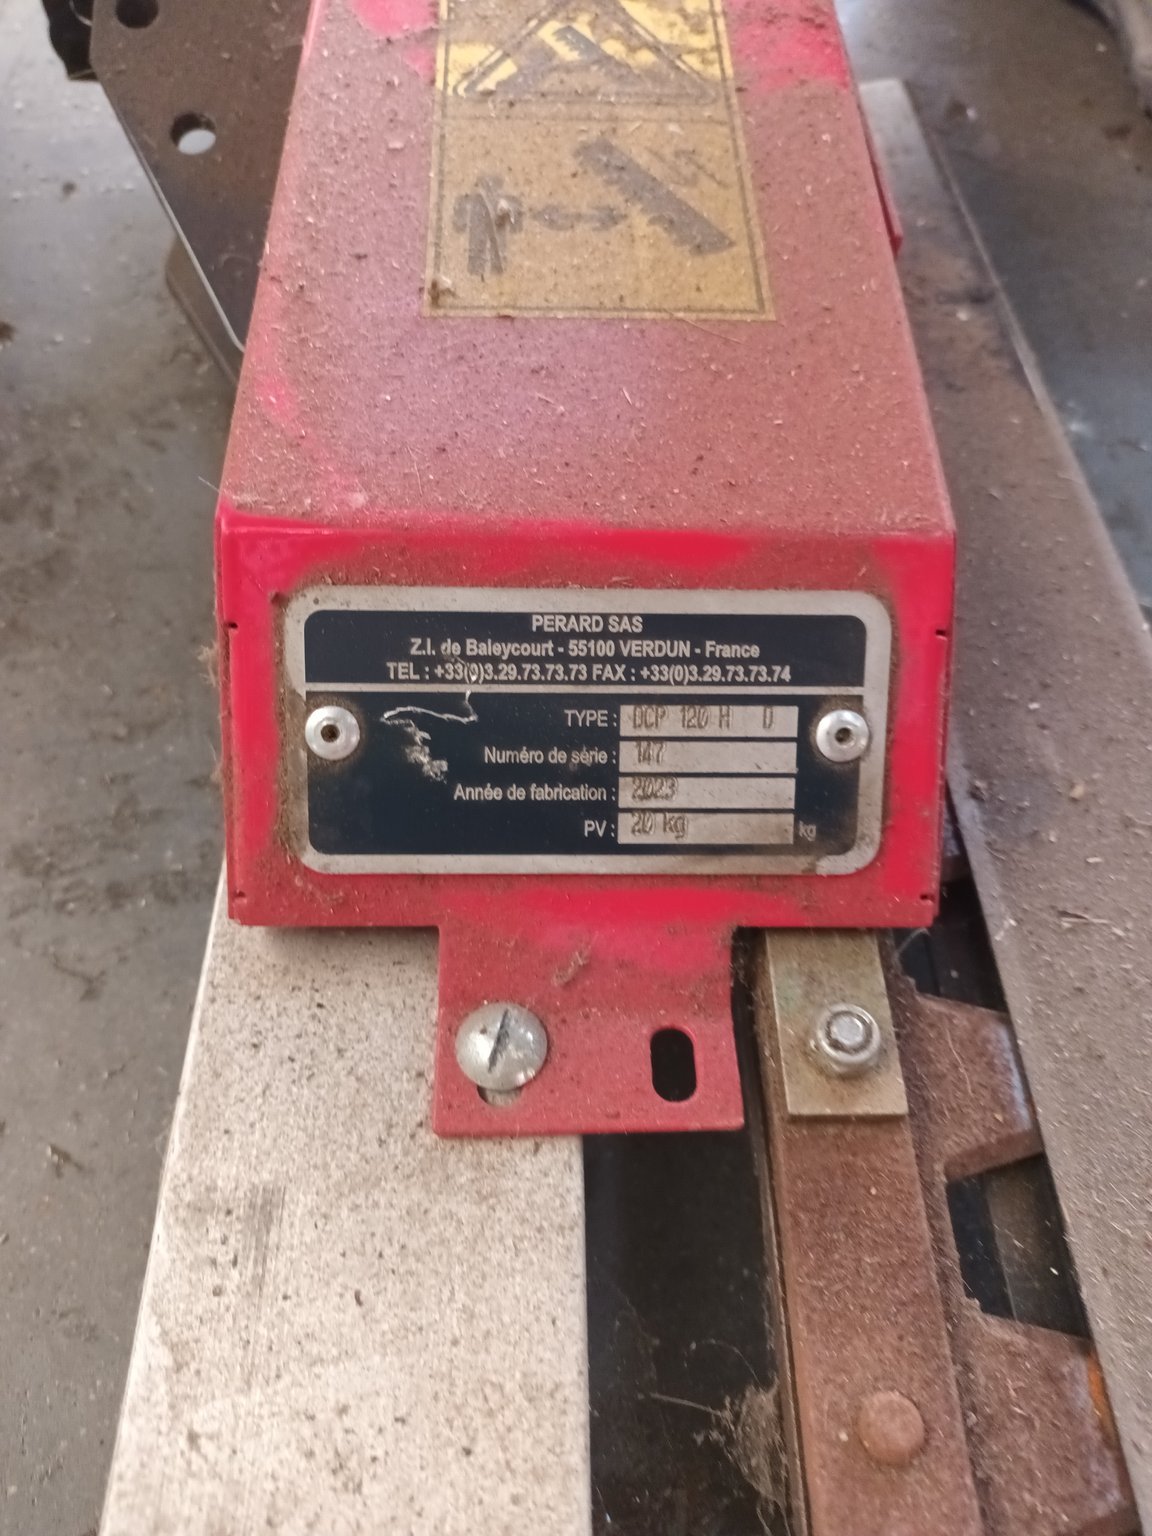 PERARD SAS
Z.I. de Baleycourt - 55100 VERDUN - France
TEL : +33(0)3.29.73.73.73 FAX : +33(0)3.29.73.73.74
TYPE : DCP 120 H D
Numéro de série : 147
Année de fabrication : 2023
PV : 20 kg kg